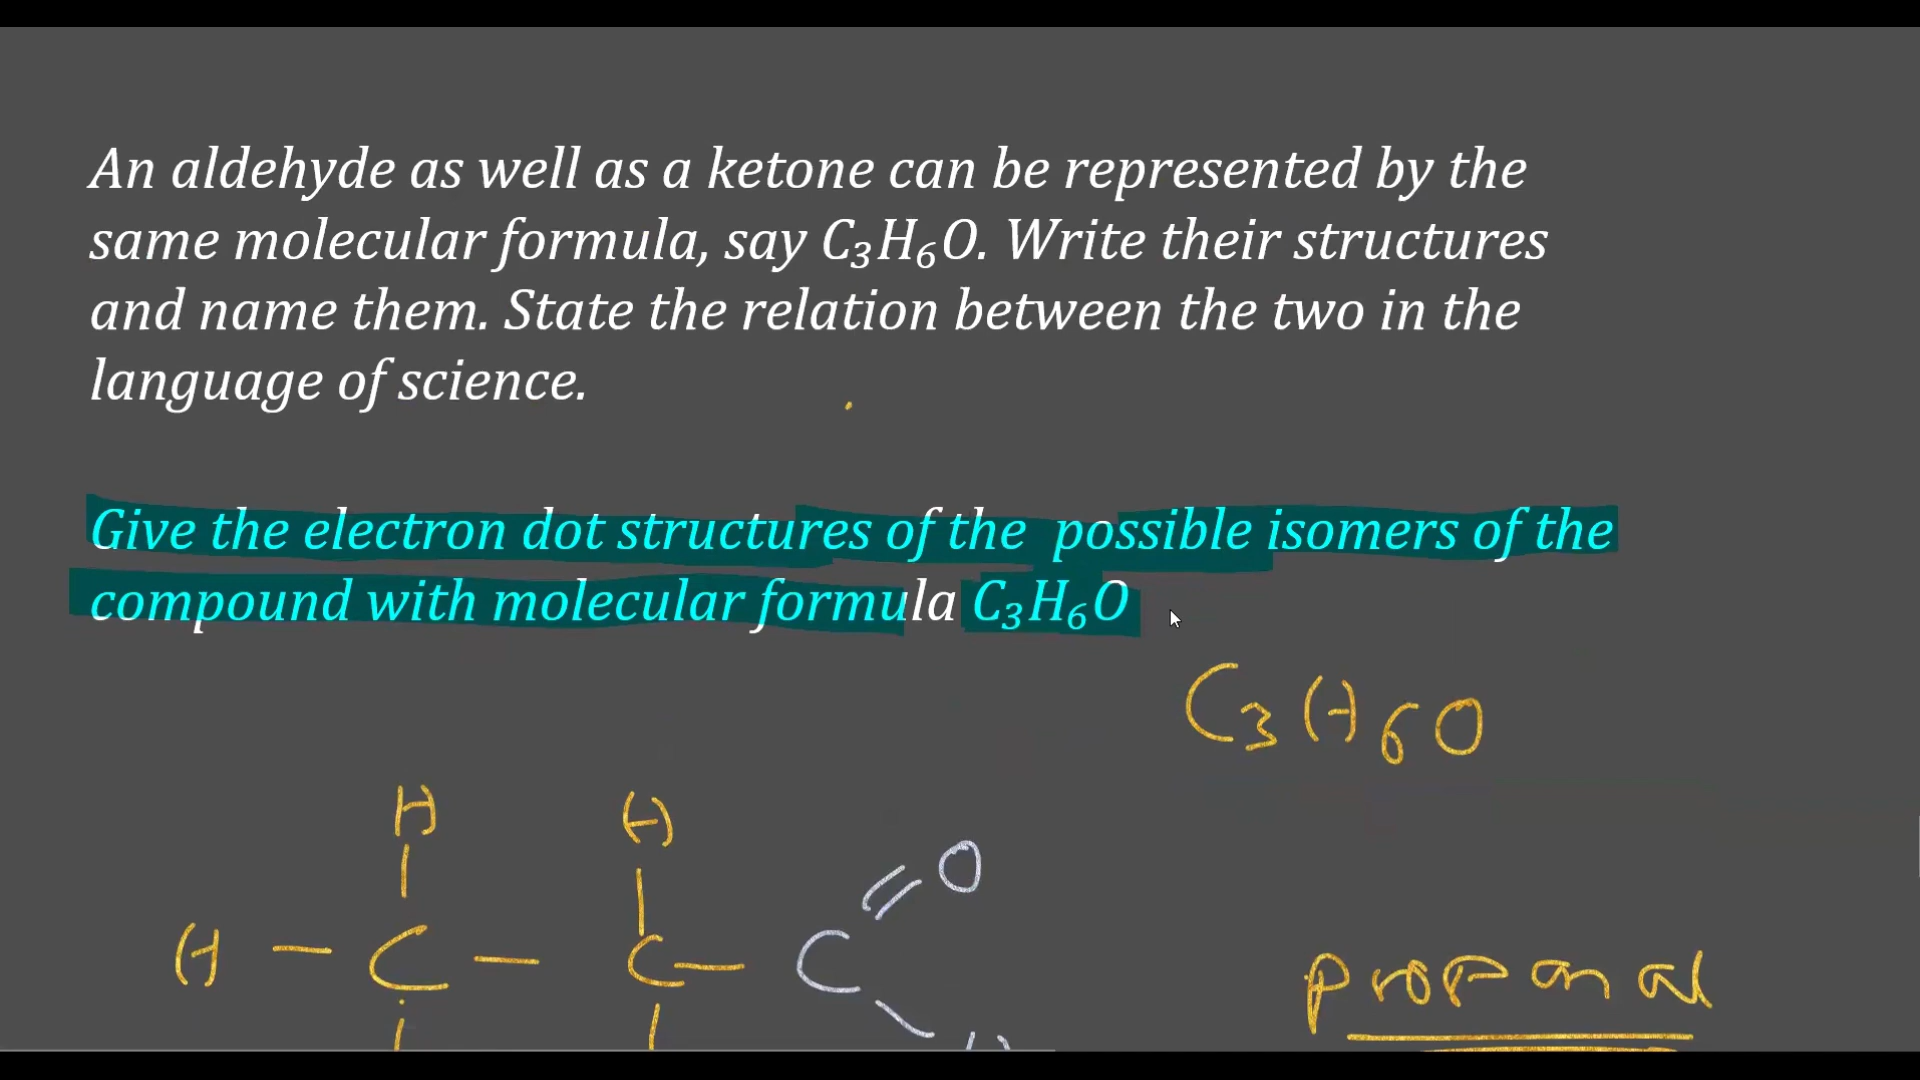 An aldehyde as well as a ketone can be represented by the
same molecular formula, say C₃H₆O. Write their structures
and name them. State the relation between the two in the
language of science.
Give the electron dot structures of the possible isomers of the
compound with molecular formula C₃H₆O
C₃H₆O
H H
O
H - C - C - C
propanal